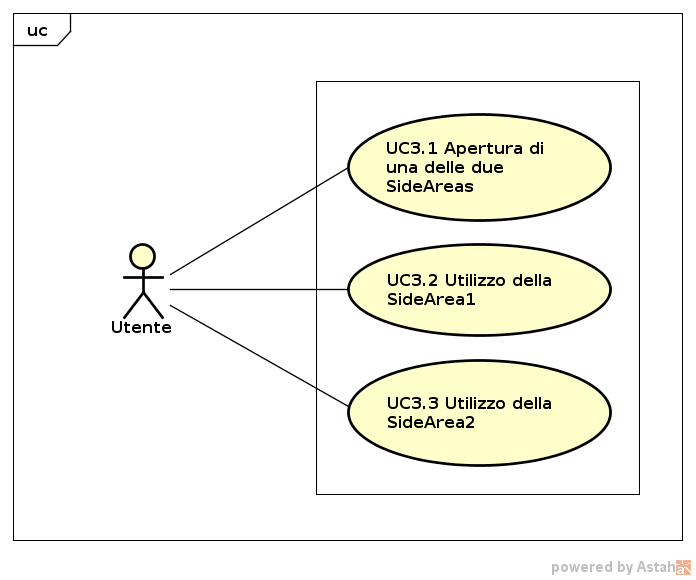 uc
UC3.1 Apertura di
una delle due
SideAreas
UC3.2 Utilizzo della
SideArea1
Utente
UC3.3 Utilizzo della
SideArea2
powered by Astah